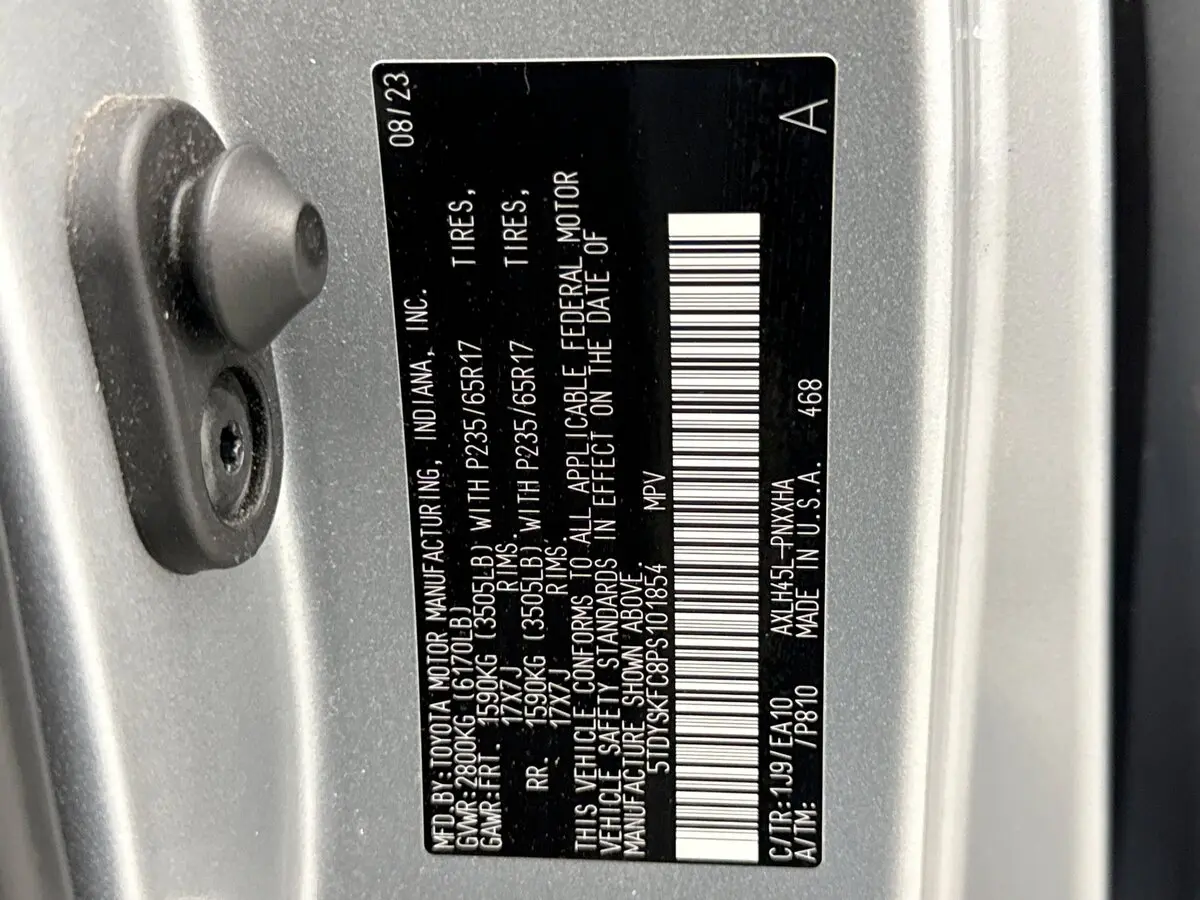 MFD.BY:TOYOTA MOTOR MANUFACTURING, INDIANA, INC. 08/23
GVWR:2800KG (6170LB)
GAWR:FRT. 1590KG (3505LB) WITH P235/65R17 TIRES,
17X7J RIMS.
RR. 1590KG (3505LB) WITH P235/65R17 TIRES,
17X7J RIMS
THIS VEHICLE CONFORMS TO ALL APPLICABLE FEDERAL MOTOR
VEHICLE SAFETY STANDARDS IN EFFECT ON THE DATE OF
MANUFACTURE SHOWN ABOVE.
5TDYSKFC8PS101854 MPV
C/TR:1J9/EA10 AXLH45L-PNXXHA
A/TM: /P810 MADE IN U.S.A. 468 A